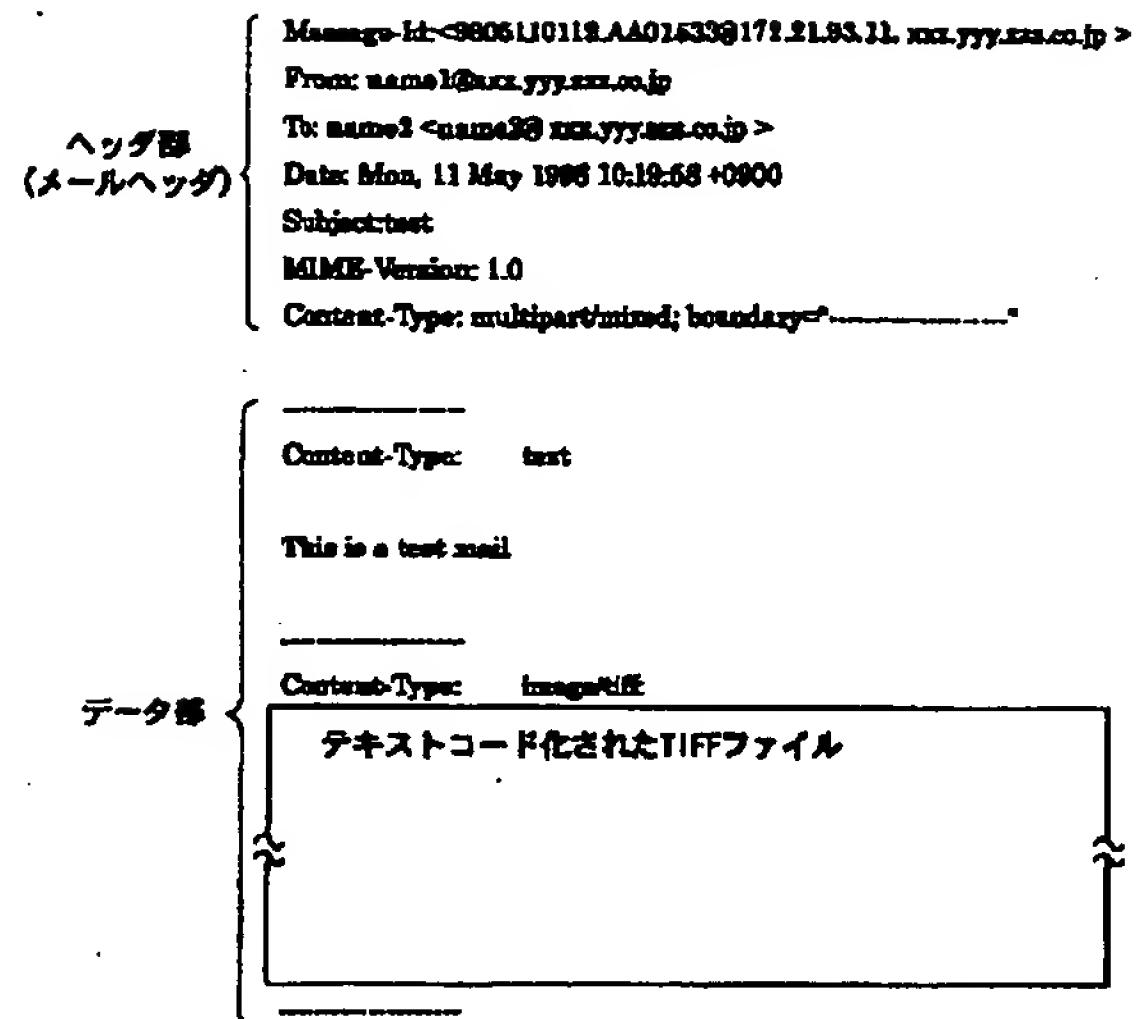 Message-Id:<9805110119.AA01533@172.21.93.11. xxx.yyy.zzz.co.jp >
From: name1@xxx.yyy.zzz.co.jp
To: name2 <name2@ xxx.yyy.zzz.co.jp >
ヘッダ部
(メールヘッダ)
Date: Mon, 11 May 1998 10:19:58 +0900
Subject:test
MIME-Version: 1.0
Content-Type: multipart/mixed; boundary="--------------------"
--------------------
Content-Type: text
This is a test mail
--------------------
Content-Type: image/tiff
データ部
テキストコード化されたTIFFファイル
--------------------